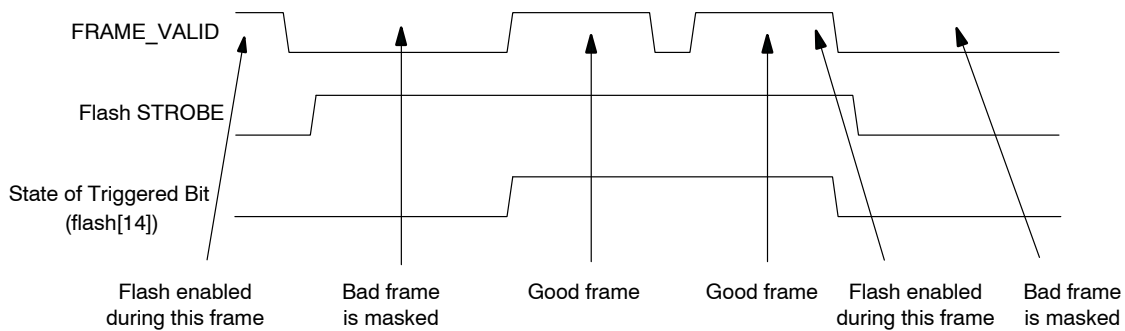 FRAME_VALID
Flash STROBE
State of Triggered Bit
(flash[14])
Flash enabled
during this frame
Bad frame
is masked
Good frame
Good frame
Flash enabled
during this frame
Bad frame
is masked